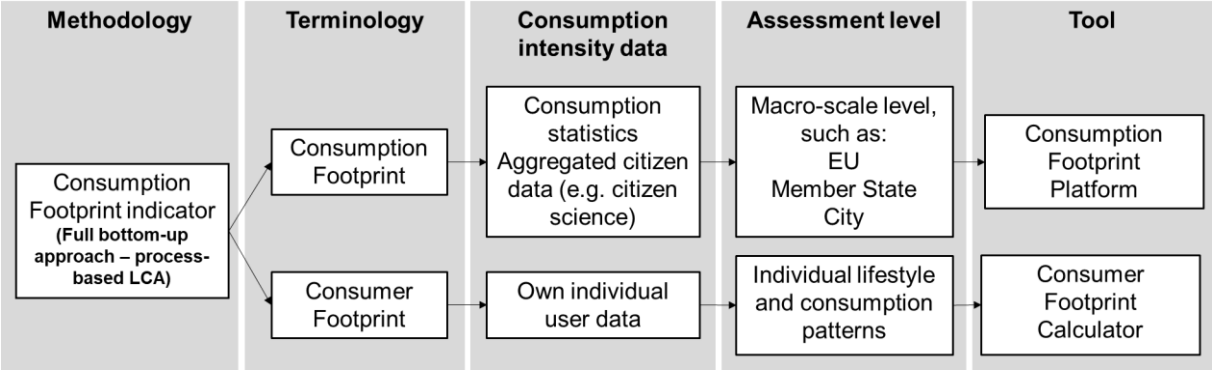 Methodology
Terminology
Consumption
intensity data
Assessment level
Tool
Consumption
Footprint indicator
(Full bottom-up
approach – process-
based LCA)
Consumption
Footprint
Consumption
statistics
Aggregated citizen
data (e.g. citizen
science)
Macro-scale level,
such as:
EU
Member State
City
Consumption
Footprint
Platform
Consumer
Footprint
Own individual
user data
Individual lifestyle
and consumption
patterns
Consumer
Footprint
Calculator